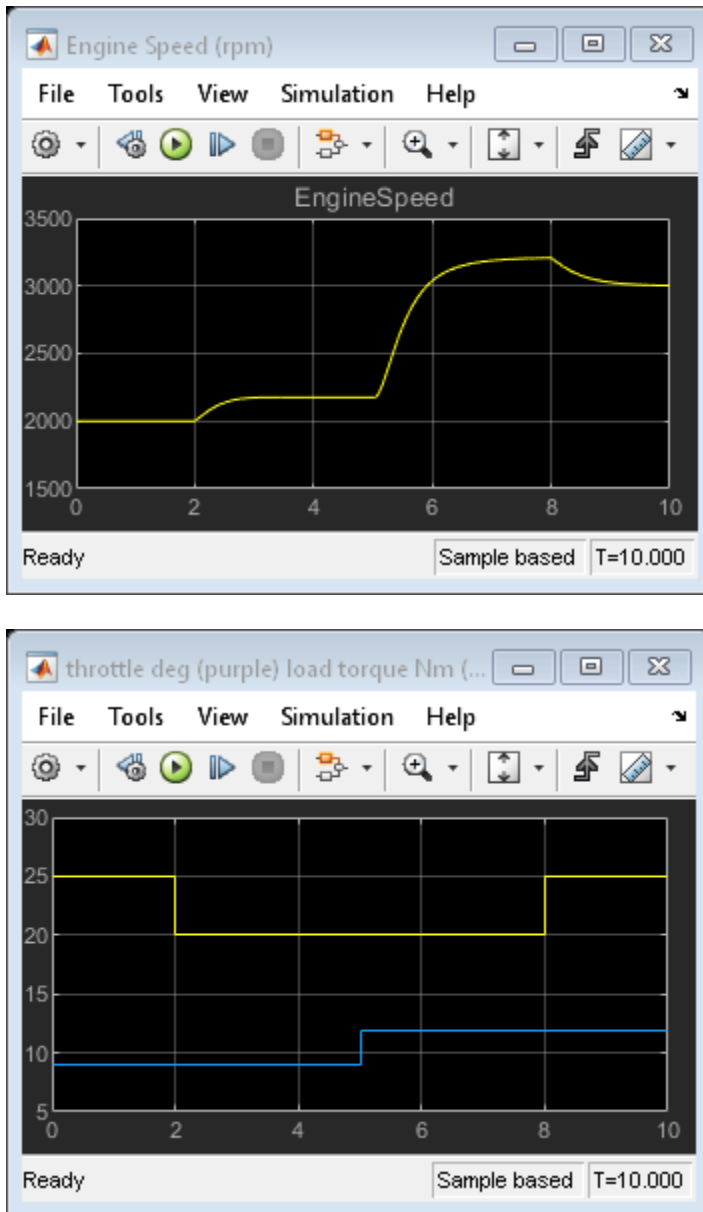 Engine Speed (rpm)
File Tools View Simulation Help
EngineSpeed
3500
3000
2500
2000
1500
0 2 4 6 8 10
Ready Sample based T=10.000
throttle deg (purple) load torque Nm (...
File Tools View Simulation Help
30
25
20
15
10
5
0 2 4 6 8 10
Ready Sample based T=10.000